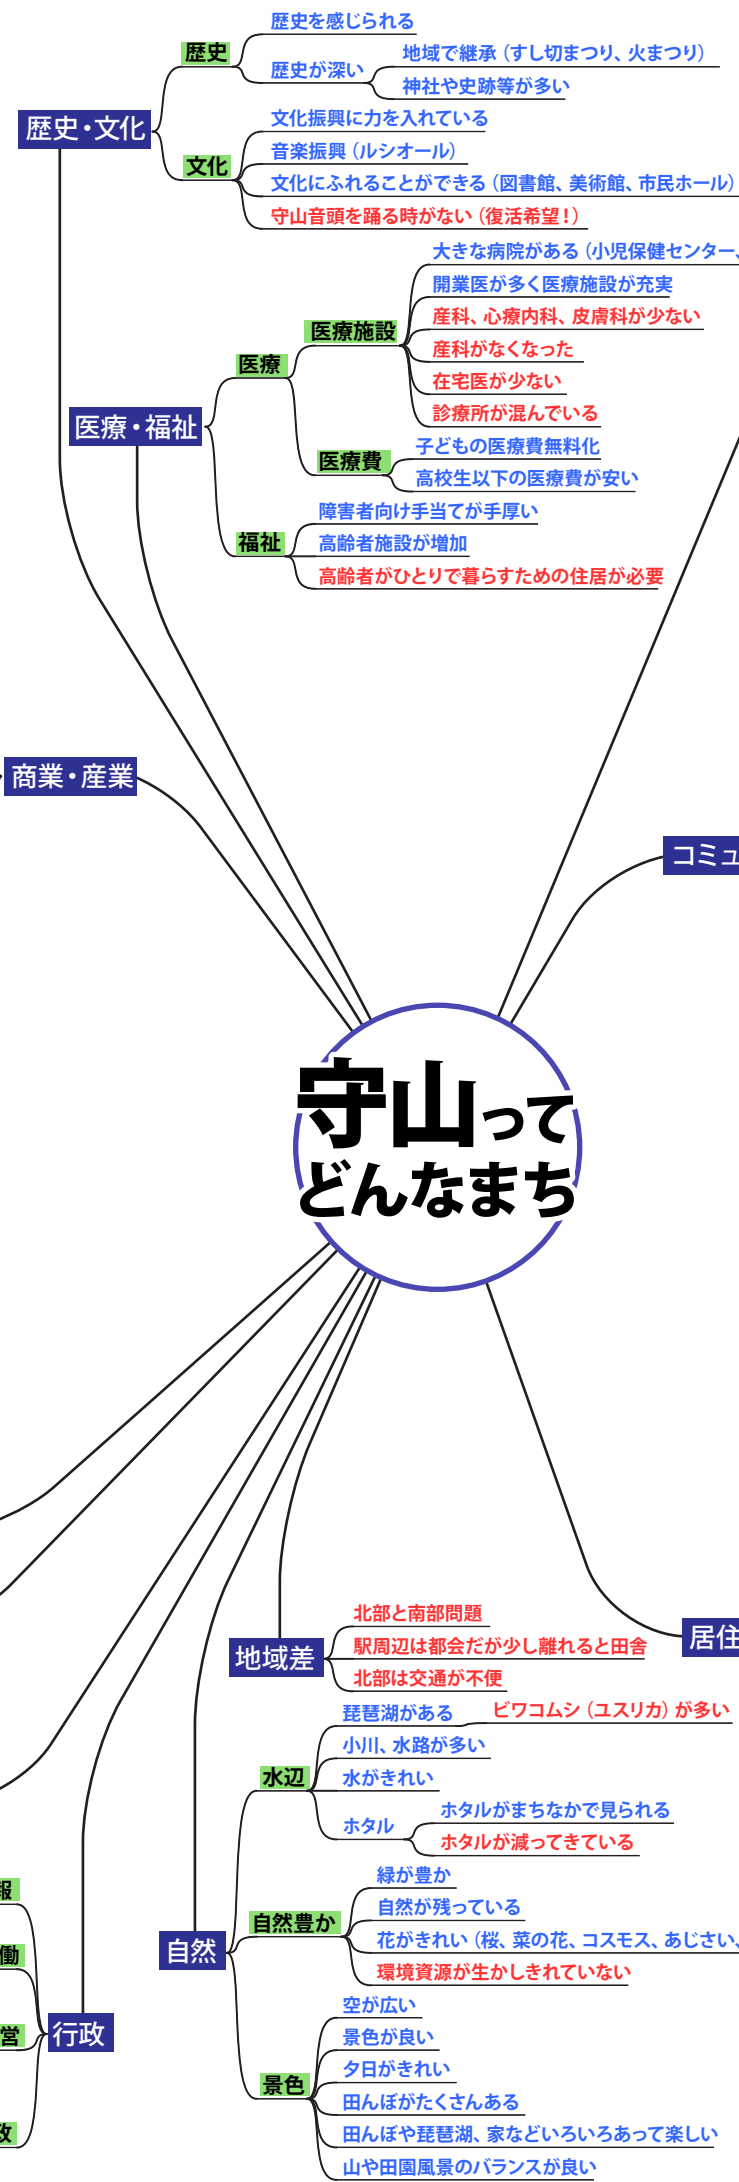 歴史・文化
歴史
歴史を感じられる
歴史が深い
地域で継承（すし切まつり、火まつり）
神社や史跡等が多い
文化
文化振興に力を入れている
音楽振興（ルシオール）
文化にふれることができる（図書館、美術館、市民ホール）
守山音頭を踊る時がない（復活希望！）
医療・福祉
医療
医療施設
大きな病院がある（小児保健センター、
開業医が多く医療施設が充実
産科、心療内科、皮膚科が少ない
産科がなくなった
在宅医が少ない
診療所が混んでいる
医療費
子どもの医療費無料化
高校生以下の医療費が安い
福祉
障害者向け手当てが手厚い
高齢者施設が増加
高齢者がひとりで暮らすための住居が必要
商業・産業
コミュ
守山って
どんなまち
居住
地域差
北部と南部問題
駅周辺は都会だが少し離れると田舎
北部は交通が不便
自然
水辺
琵琶湖がある
ビワコムシ（ユスリカ）が多い
小川、水路が多い
水がきれい
ホタル
ホタルがまちなかで見られる
ホタルが減ってきている
自然豊か
緑が豊か
自然が残っている
花がきれい（桜、菜の花、コスモス、あじさい、
環境資源が生かしきれていない
景色
空が広い
景色が良い
夕日がきれい
田んぼがたくさんある
田んぼや琵琶湖、家などいろいろあって楽しい
山や田園風景のバランスが良い
行政
報
働
営
政